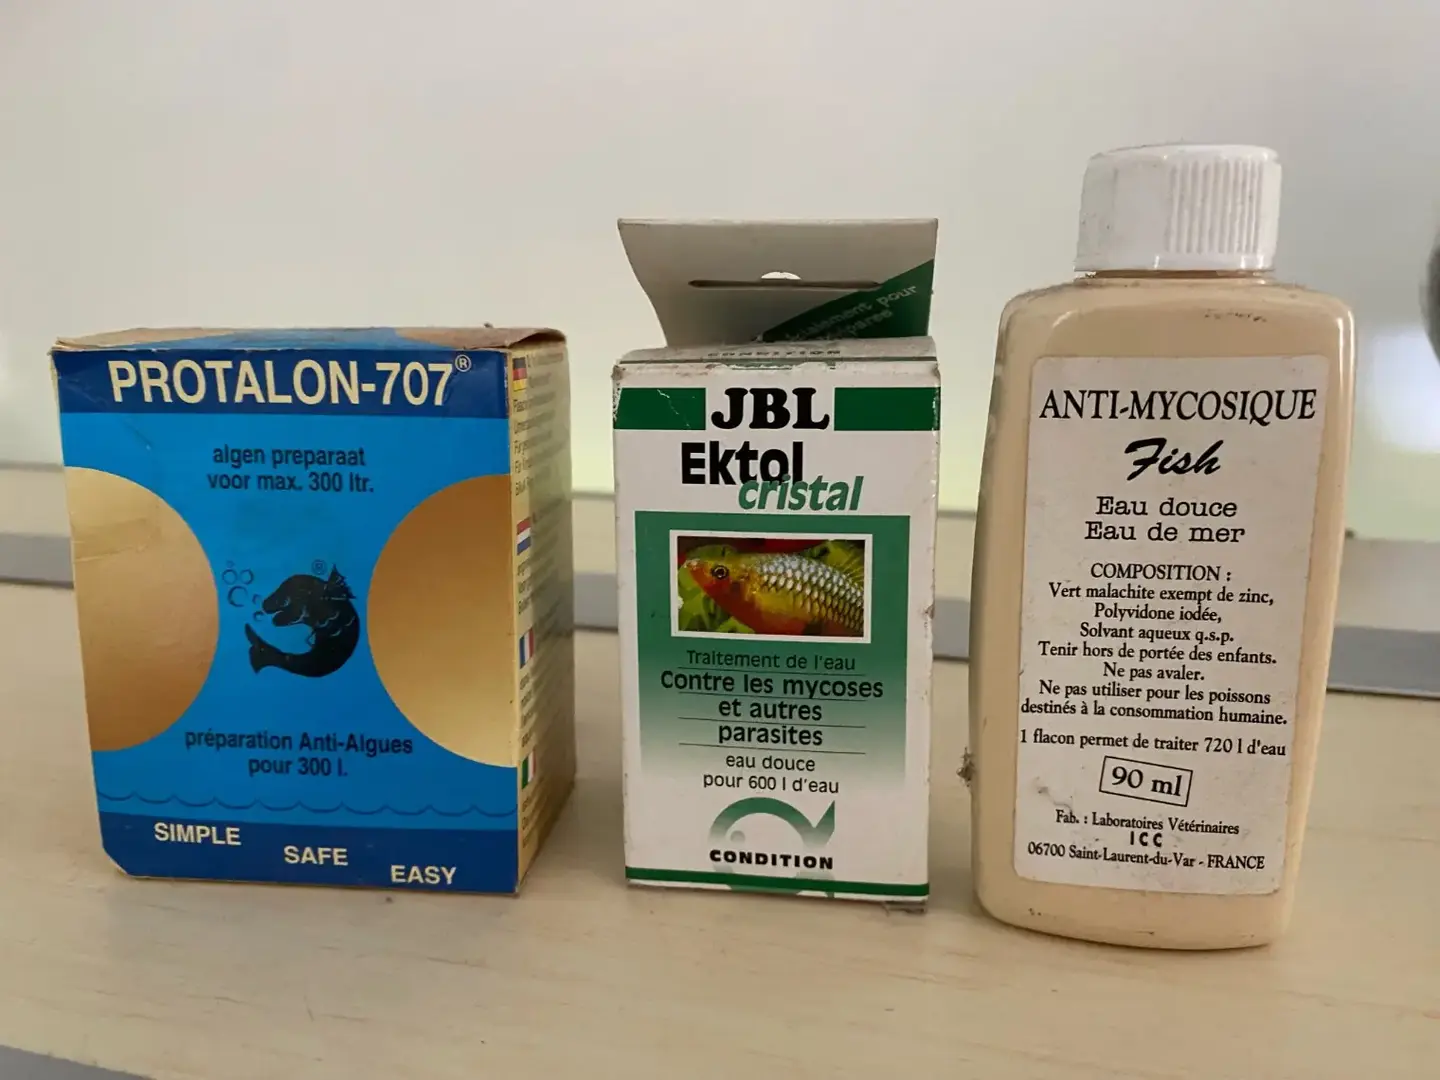 PROTALON-707®
algen preparaat
voor max. 300 ltr.
®
préparation Anti-Algues
pour 300 l.
SIMPLE
SAFE
EASY
pour
CONDITION
JBL
Ektol
cristal
Traitement de l'eau
Contre les mycoses
et autres
parasites
eau douce
pour 600 l d'eau
CONDITION
ANTI-MYCOSIQUE
Fish
Eau douce
Eau de mer
COMPOSITION :
Vert malachite exempt de zinc,
Polyvidone iodée,
Solvant aqueux q.s.p.
Tenir hors de portée des enfants.
Ne pas avaler.
Ne pas utiliser pour les poissons
destinés à la consommation humaine.
1 flacon permet de traiter 720 l d'eau
90 ml
Fab. : Laboratoires Vétérinaires
ICC
06700 Saint-Laurent-du-Var - FRANCE